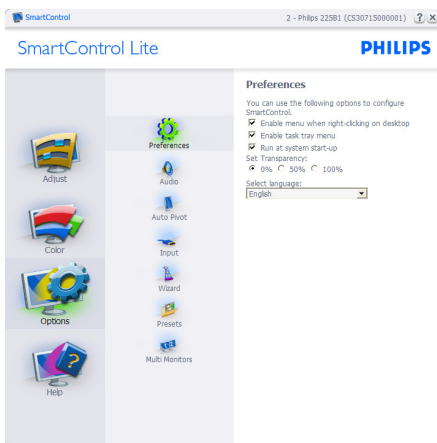 SmartControl
2 - Philips 225B1 (CS30715000001)
SmartControl Lite
PHILIPS
Adjust
Color
Options
Help
Preferences
Audio
Auto Pivot
Input
Wizard
Presets
Multi Monitors
Preferences
You can use the following options to configure
SmartControl.
Enable menu when right-clicking on desktop
Enable task tray menu
Run at system start-up
Set Transparency:
0% 50% 100%
Select language:
English